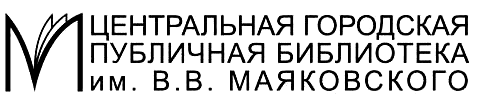 ЦЕНТРАЛЬНАЯ ГОРОДСКАЯ
ПУБЛИЧНАЯ БИБЛИОТЕКА
им. В.В. МАЯКОВСКОГО